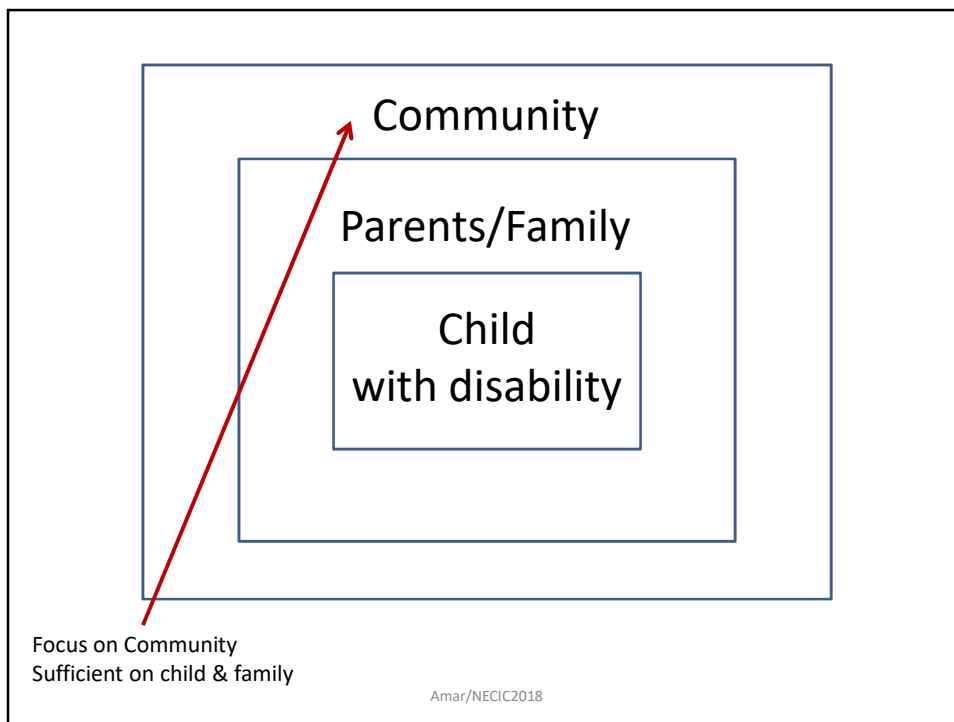 Community
Parents/Family
Child
with disability
Focus on Community
Sufficient on child & family
Amar/NECIC2018